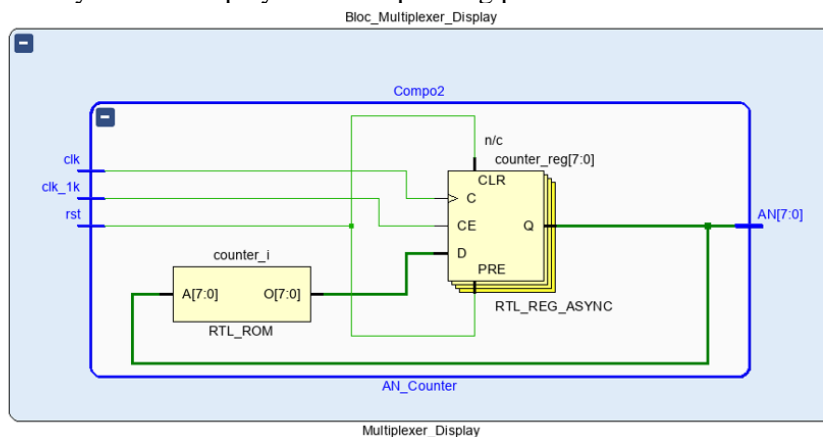 Bloc_Multiplexer_Display
Compo2
n/c
counter_reg[7:0]
clk
CLR
clk_1k
C
rst
CE
Q
AN[7:0]
counter_i
D
A[7:0]
O[7:0]
PRE
RTL_ROM
RTL_REG_ASYNC
AN_Counter
Multiplexer_Display